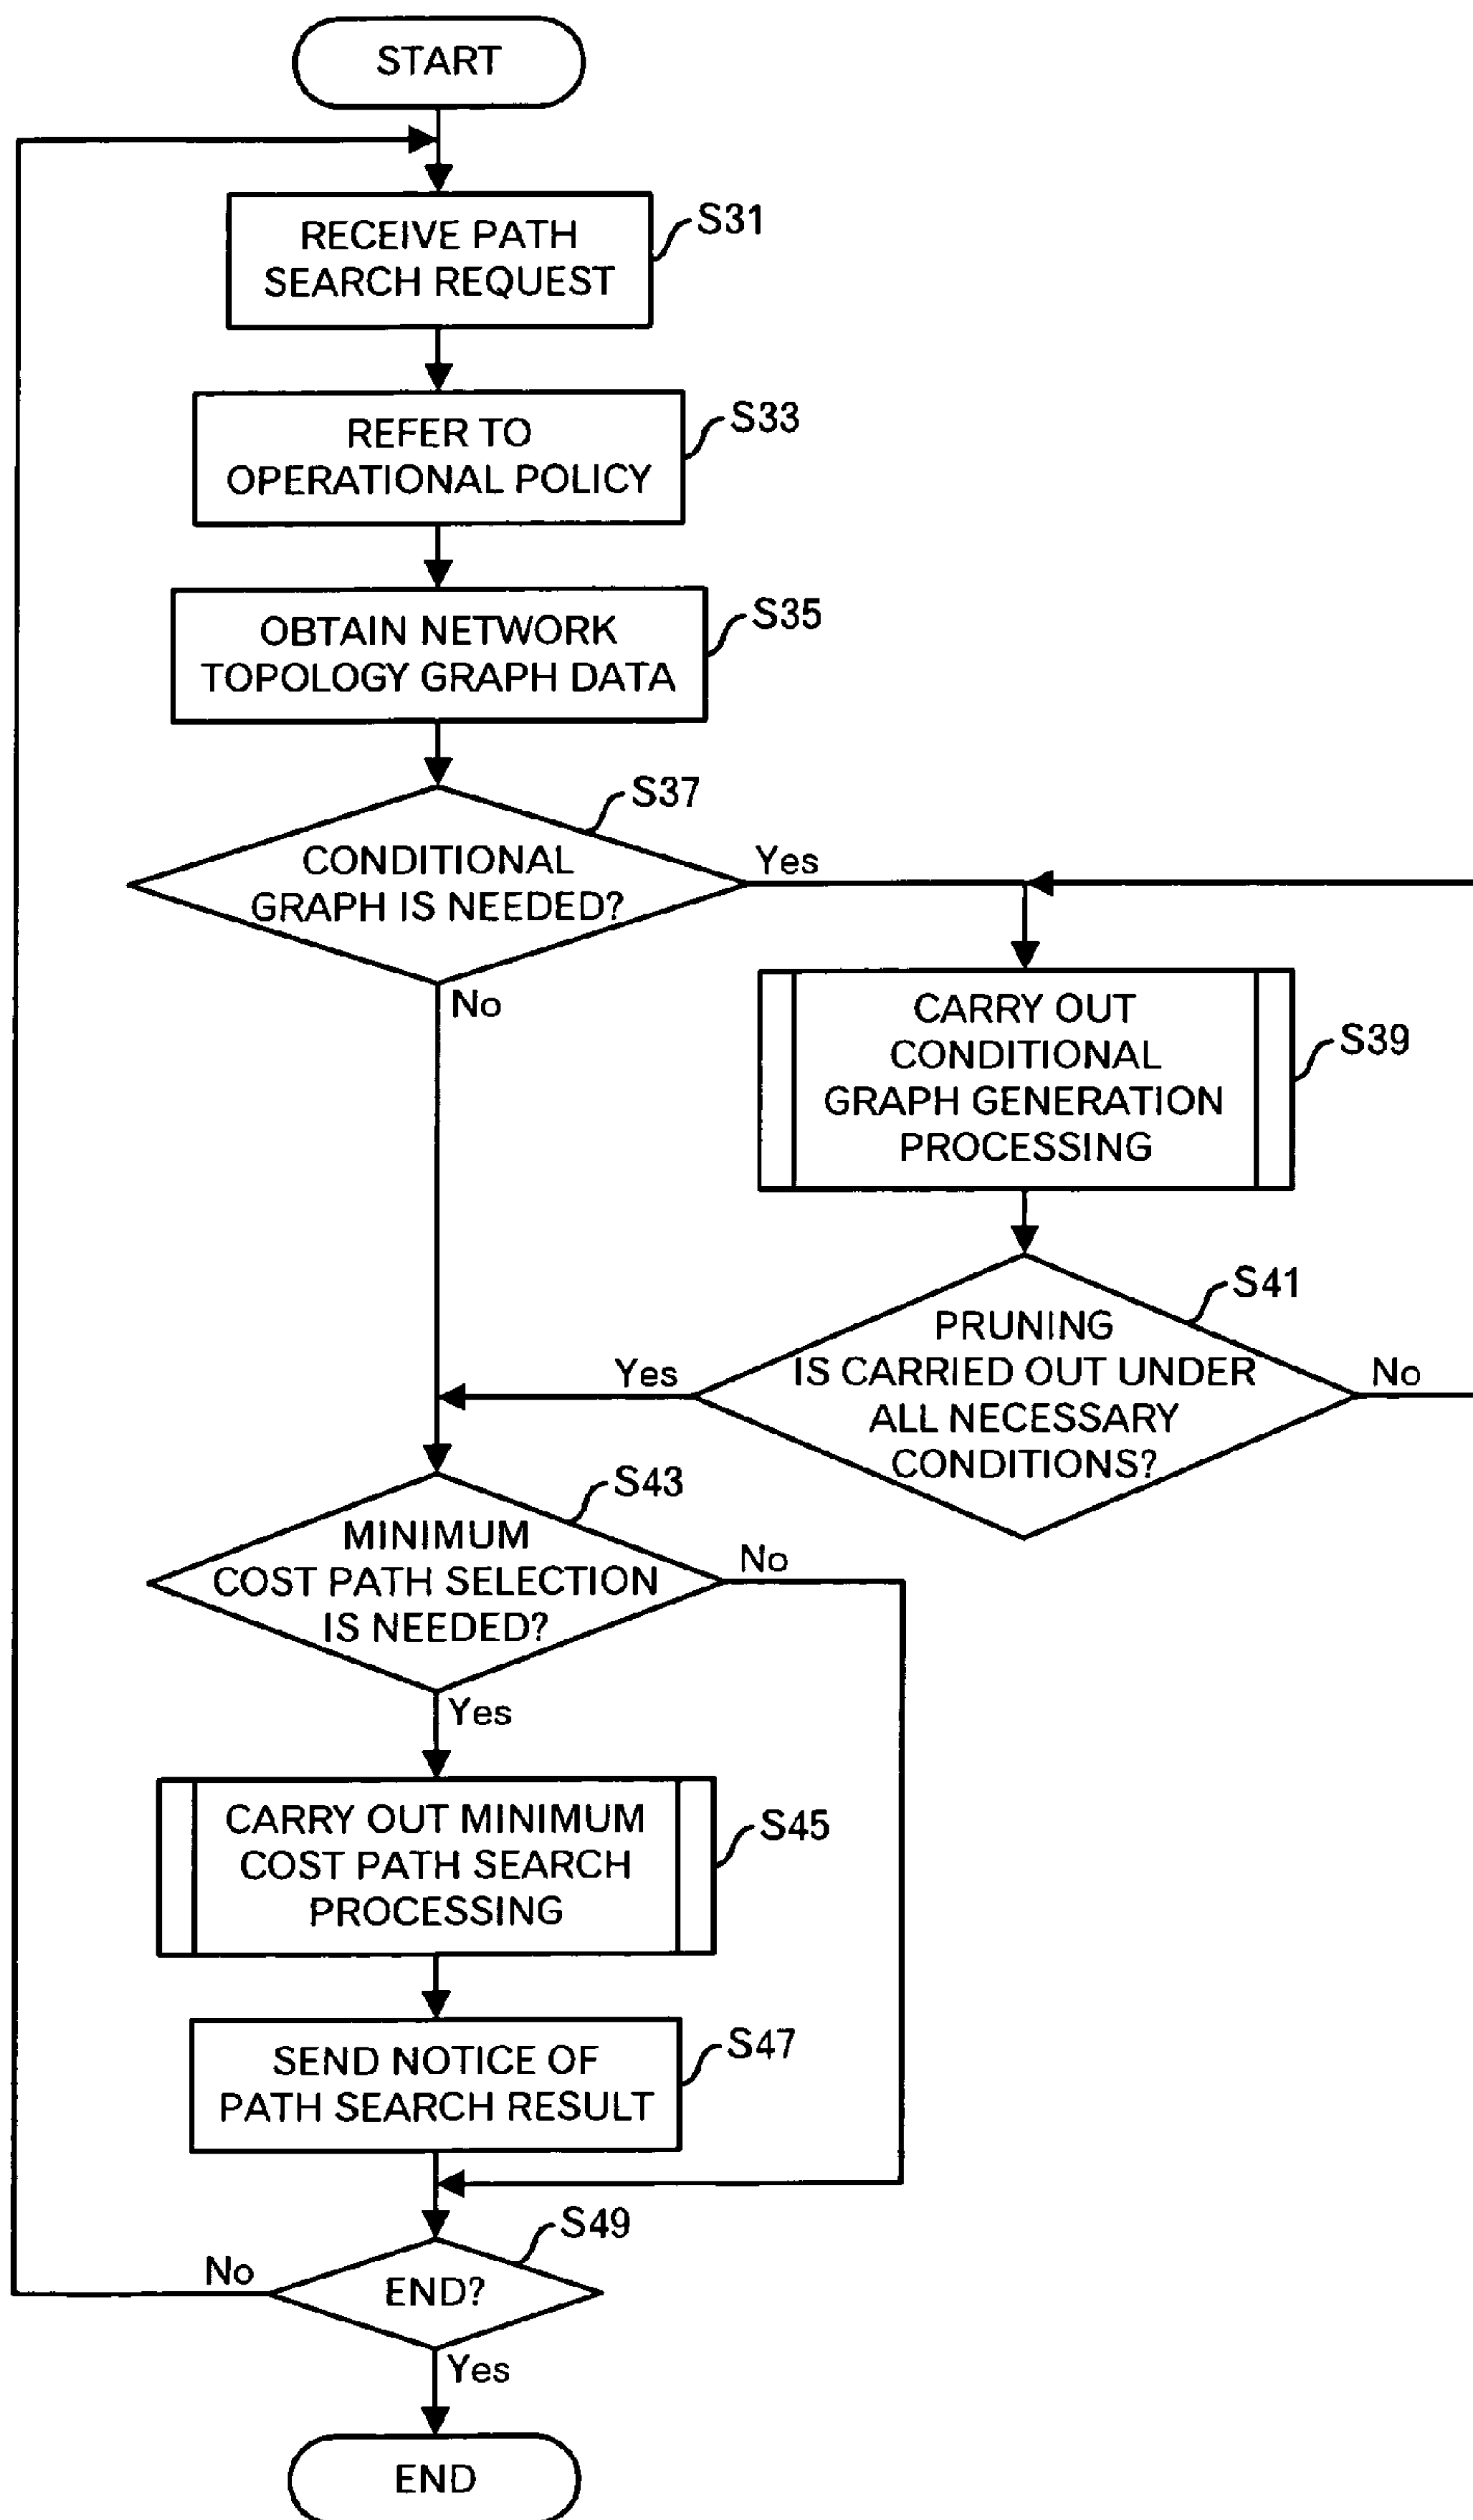 START
RECEIVE PATH
SEARCH REQUEST
S31
REFER TO
OPERATIONAL POLICY
S33
OBTAIN NETWORK
TOPOLOGY GRAPH DATA
S35
S37
CONDITIONAL
GRAPH IS NEEDED?
Yes
No
CARRY OUT
CONDITIONAL
GRAPH GENERATION
PROCESSING
S39
S41
PRUNING
IS CARRIED OUT UNDER
ALL NECESSARY
CONDITIONS?
Yes
No
S43
MINIMUM
COST PATH SELECTION
IS NEEDED?
No
Yes
CARRY OUT MINIMUM
COST PATH SEARCH
PROCESSING
S45
SEND NOTICE OF
PATH SEARCH RESULT
S47
S49
END?
No
Yes
END